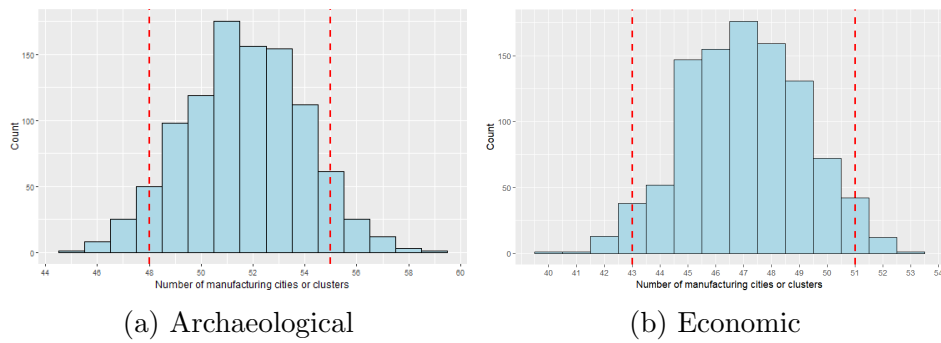 150-
100-
50-
0-
Count
44 46 48 50 52 54 56 58 60
Number of manufacturing cities or clusters
(a) Archaeological
150-
100-
50-
0-
Count
40 41 42 43 44 45 46 47 48 49 50 51 52 53 54
Number of manufacturing cities or clusters
(b) Economic